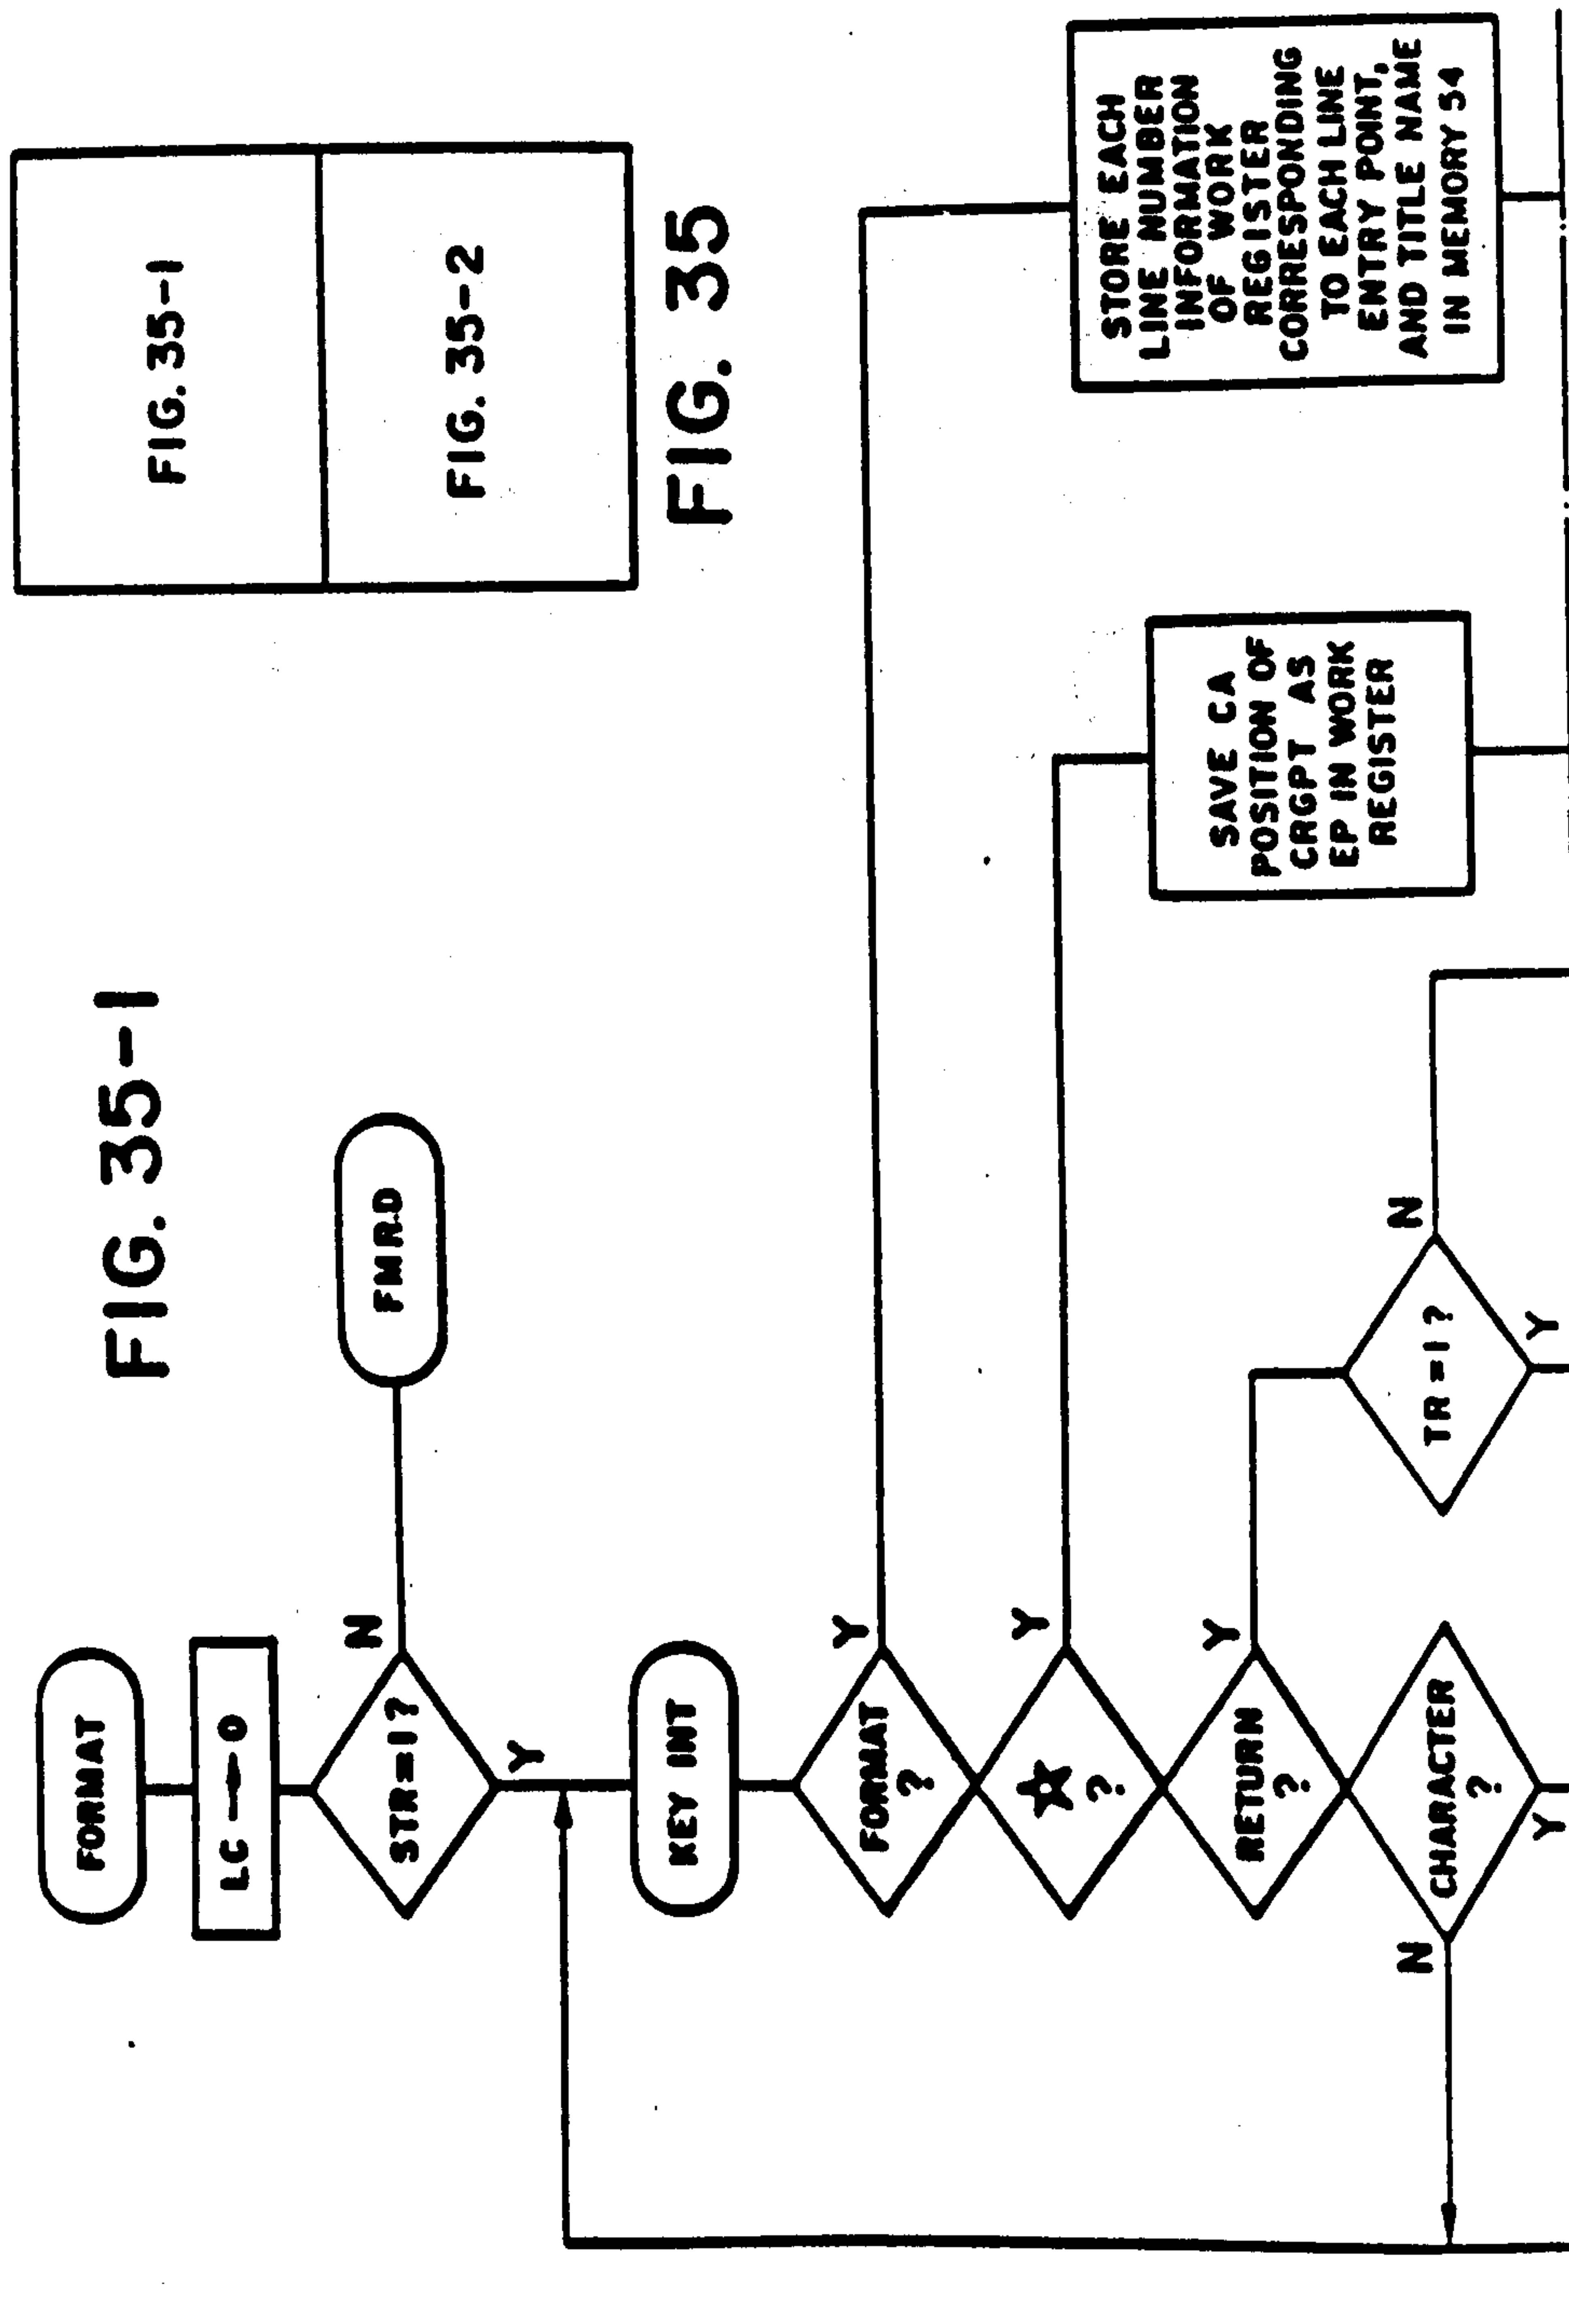 FIG. 35-1
FIG. 35-1
FIG. 35-2
FIG. 35
FORMAT
LC ← 0
STR=1?
N
FMRD
Y
KEY INT
FORMAT
?
Y
☆
?
Y
RETURN
?
Y
CHARACTER
?
N
Y
TR=1?
N
Y
SAVE CA
POSITION OF
CRGPT AS
EP IN WORK
REGISTER
STORE EACH
LINE NUMBER
INFORMATION
OF WORK
REGISTER
CORRESPONDING
TO EACH LINE
ENTRY POINT,
AND TITLE NAME
IN MEMORY 54